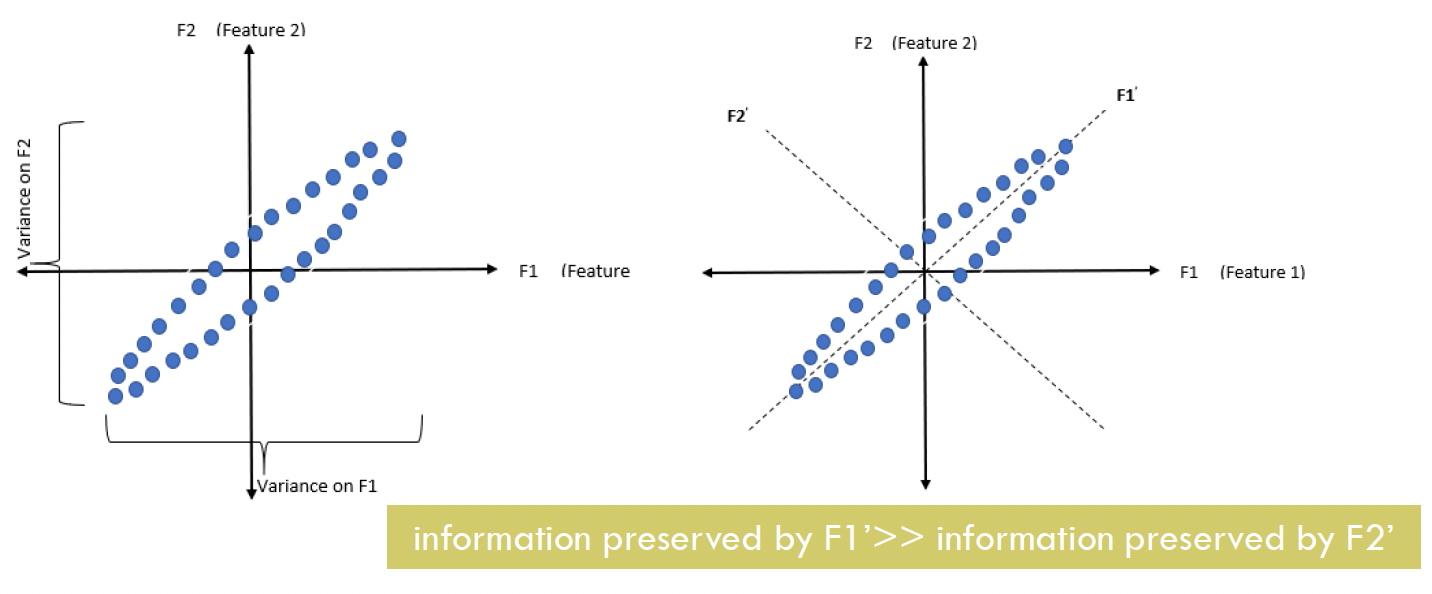 F2 (Feature 2)
Variance on F2
F1 (Feature
Variance on F1
F2 (Feature 2)
F1'
F2'
F1 (Feature 1)
information preserved by F1’>> information preserved by F2’